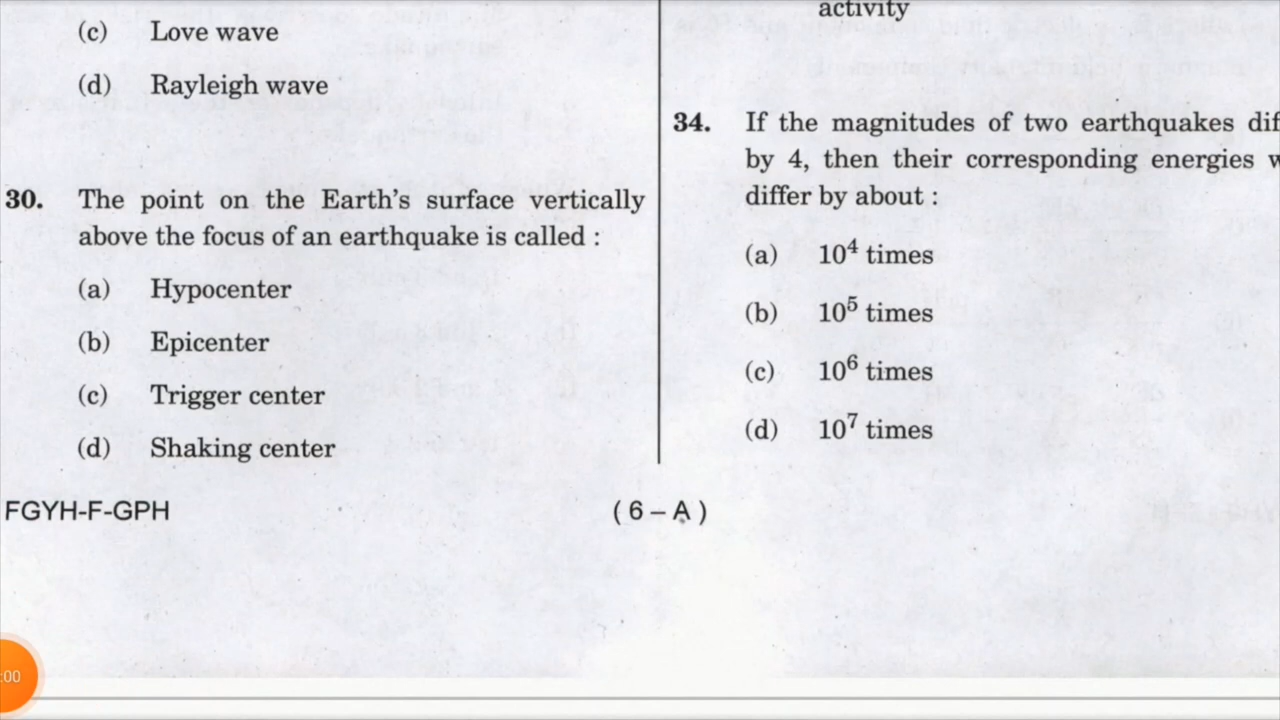 (c) Love wave
(d) Rayleigh wave
30. The point on the Earth's surface vertically
above the focus of an earthquake is called :
(a) Hypocenter
(b) Epicenter
(c) Trigger center
(d) Shaking center
activity
34. If the magnitudes of two earthquakes dif
by 4, then their corresponding energies w
differ by about :
(a) 10⁴ times
(b) 10⁵ times
(c) 10⁶ times
(d) 10⁷ times
FGYH-F-GPH
( 6 – A )
:00